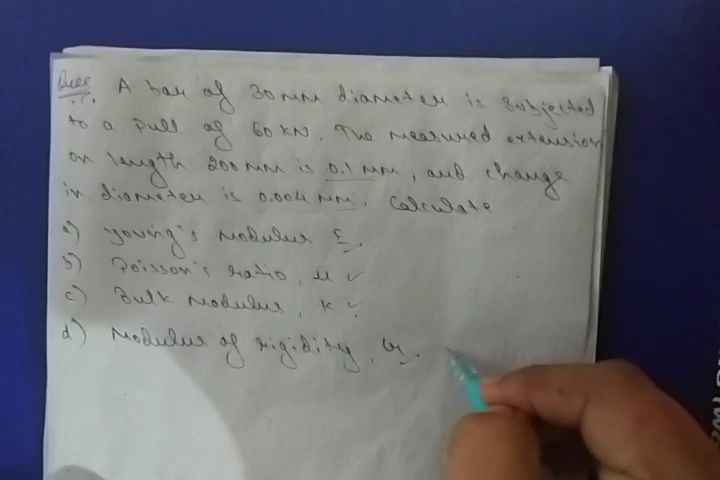 Ques A bar of 30 mm diameter is subjected
to a pull of 60 kN. The measured extension
on length 200 mm is 0.1 mm, and change
in diameter is 0.004 mm. Calculate
a) Young's modulus E.
b) Poisson's ratio, μ
c) Bulk Modulus, K
d) Modulus of rigidity, G.